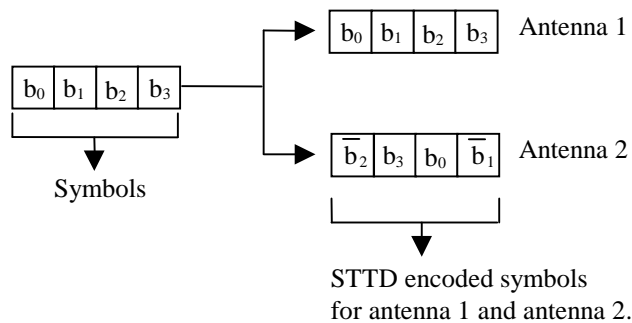 b₀ b₁ b₂ b₃ Antenna 1
b₀ b₁ b₂ b₃
b̅₂ b₃ b₀ b̅₁ Antenna 2
Symbols
STTD encoded symbols
for antenna 1 and antenna 2.